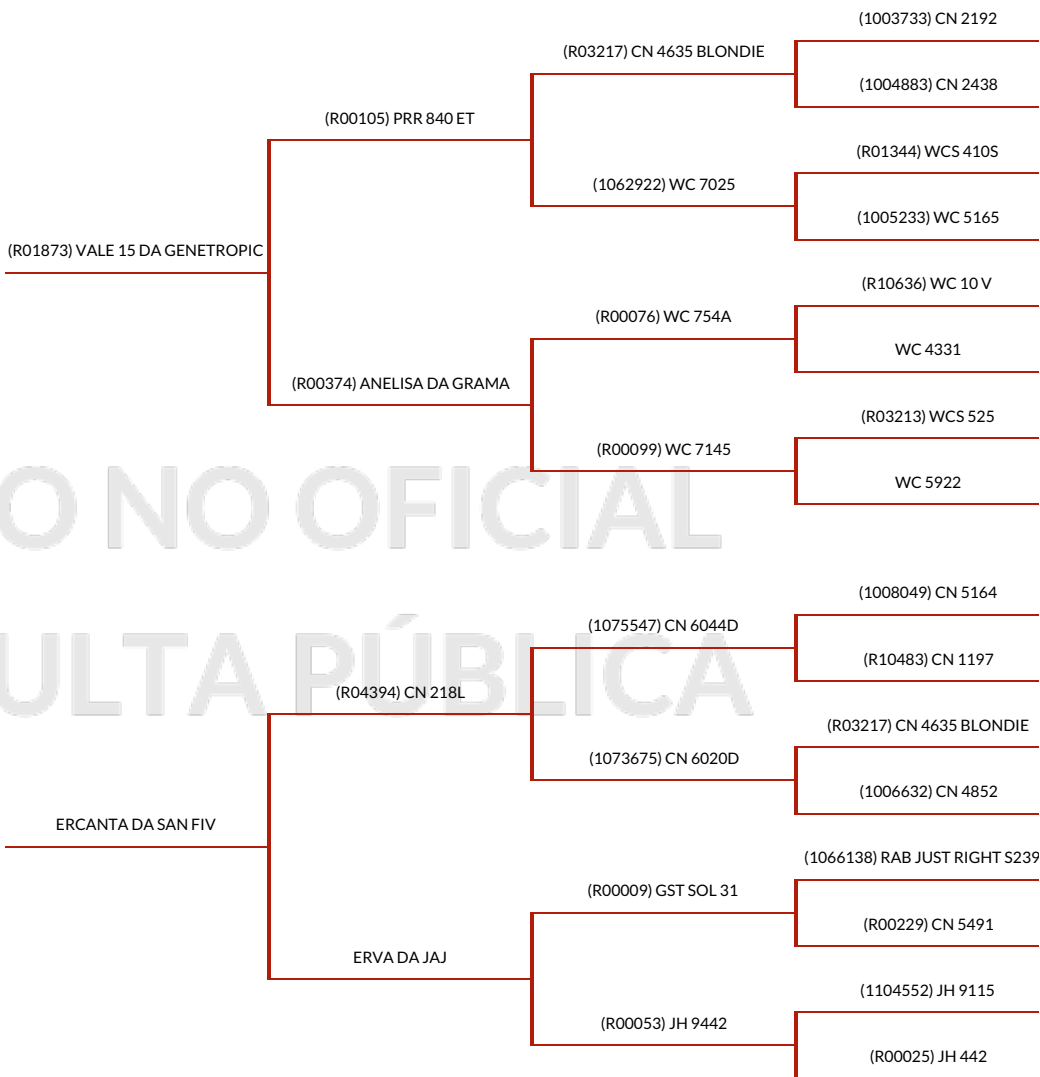 (1003733) CN 2192
(R03217) CN 4635 BLONDIE
(1004883) CN 2438
(R00105) PRR 840 ET
(R01344) WCS 410S
(1062922) WC 7025
(1005233) WC 5165
(R01873) VALE 15 DA GENETROPIC
(R10636) WC 10 V
(R00076) WC 754A
WC 4331
(R00374) ANELISA DA GRAMA
(R03213) WCS 525
(R00099) WC 7145
WC 5922
O NO OFICIAL
(1008049) CN 5164
(1075547) CN 6044D
(R10483) CN 1197
ULTA PÚBLICA
(R04394) CN 218L
(R03217) CN 4635 BLONDIE
(1073675) CN 6020D
(1006632) CN 4852
ERCANTA DA SAN FIV
(1066138) RAB JUST RIGHT S239
(R00009) GST SOL 31
(R00229) CN 5491
ERVA DA JAJ
(1104552) JH 9115
(R00053) JH 9442
(R00025) JH 442